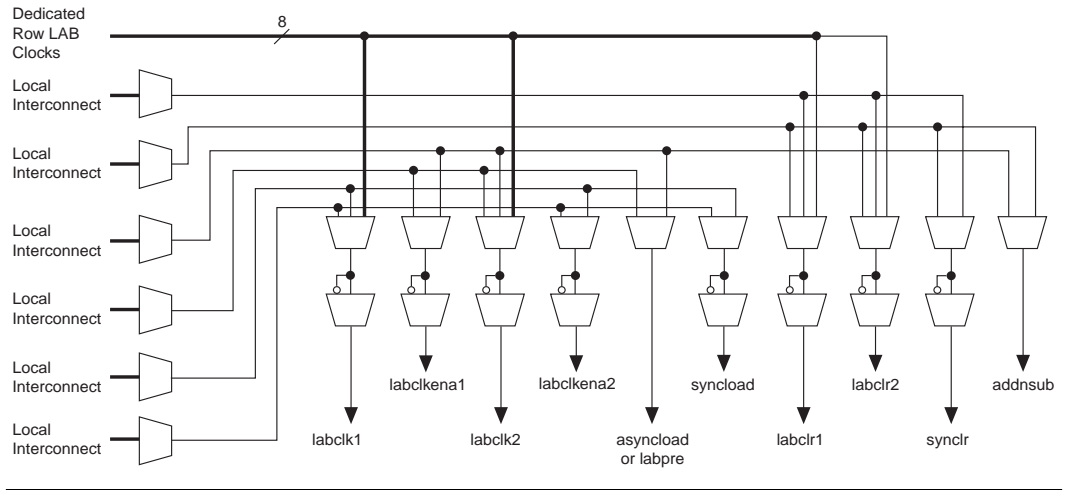 Dedicated
Row LAB
Clocks
8
Local
Interconnect
Local
Interconnect
Local
Interconnect
Local
Interconnect
Local
Interconnect
Local
Interconnect
labclkena1
labclkena2
syncload
labclr2
addnsub
labclk1
labclk2
asyncload
or labpre
labclr1
synclr